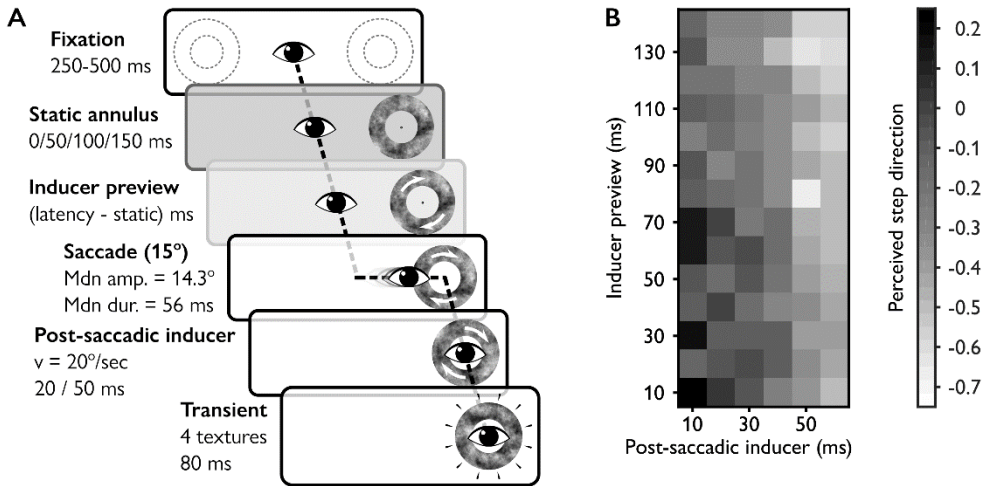 A
Fixation
250-500 ms
Static annulus
0/50/100/150 ms
Inducer preview
(latency - static) ms
Saccade (15º)
Mdn amp. = 14.3º
Mdn dur. = 56 ms
Post-saccadic inducer
v = 20º/sec
20 / 50 ms
Transient
4 textures
80 ms
B
Inducer preview (ms)
130
110
90
70
50
30
10
10 30 50
Post-saccadic inducer (ms)
Perceived step direction
0.2
0.1
0
-0.1
-0.2
-0.3
-0.4
-0.5
-0.6
-0.7